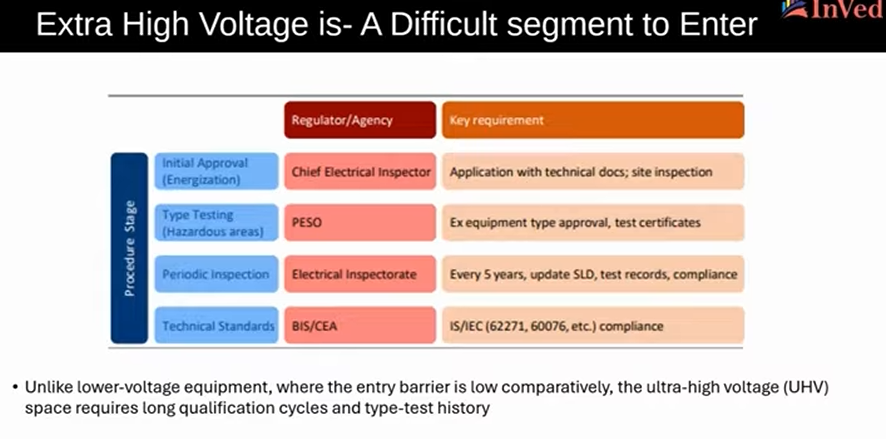 Extra High Voltage is- A Difficult segment to Enter
InVed
Regulator/Agency
Key requirement
Procedure Stage
Initial Approval
(Energization)
Chief Electrical Inspector
Application with technical docs; site inspection
Type Testing
(Hazardous areas)
PESO
Ex equipment type approval, test certificates
Periodic Inspection
Electrical Inspectorate
Every 5 years, update SLD, test records, compliance
Technical Standards
BIS/CEA
IS/IEC (62271, 60076, etc.) compliance
• Unlike lower-voltage equipment, where the entry barrier is low comparatively, the ultra-high voltage (UHV)
space requires long qualification cycles and type-test history